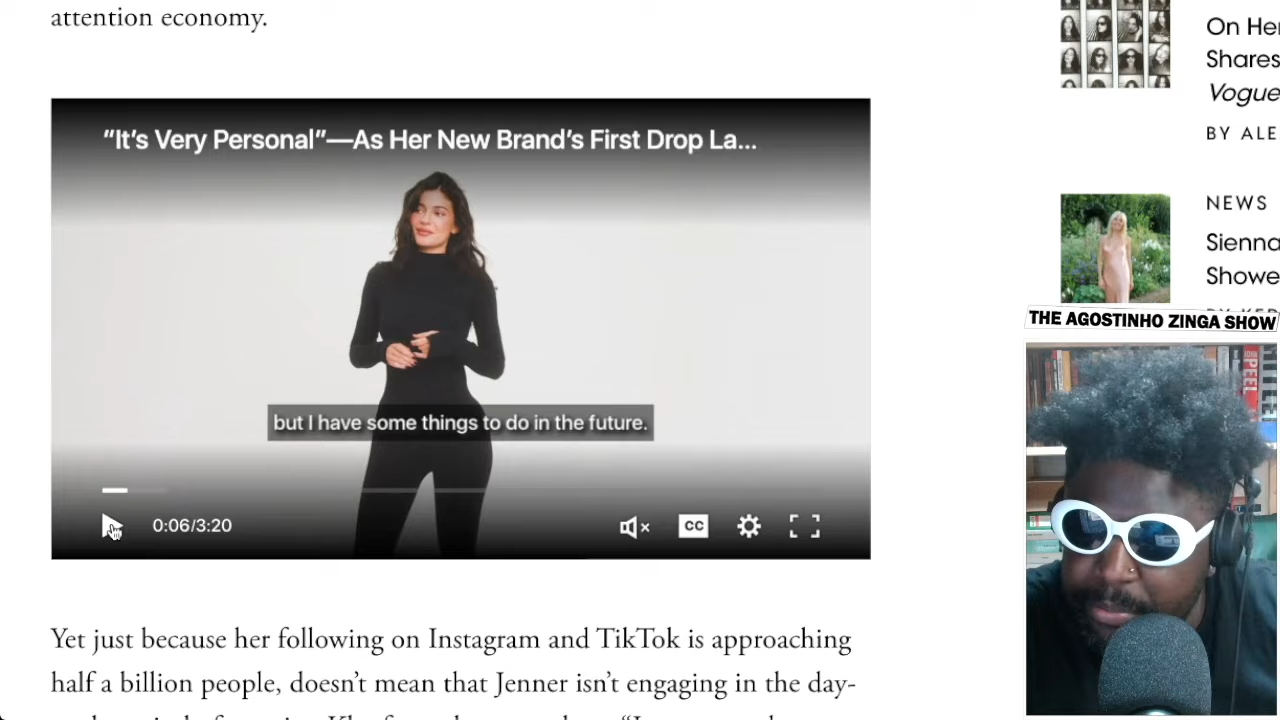 attention economy.
“It’s Very Personal”—As Her New Brand’s First Drop La...
but I have some things to do in the future.
0:06/3:20
CC
Yet just because her following on Instagram and TikTok is approaching
half a billion people, doesn’t mean that Jenner isn’t engaging in the day-
On Her
Shares
Vogue
BY ALE
NEWS
Sienna
Showe
THE AGOSTINHO ZINGA SHOW
PEEL